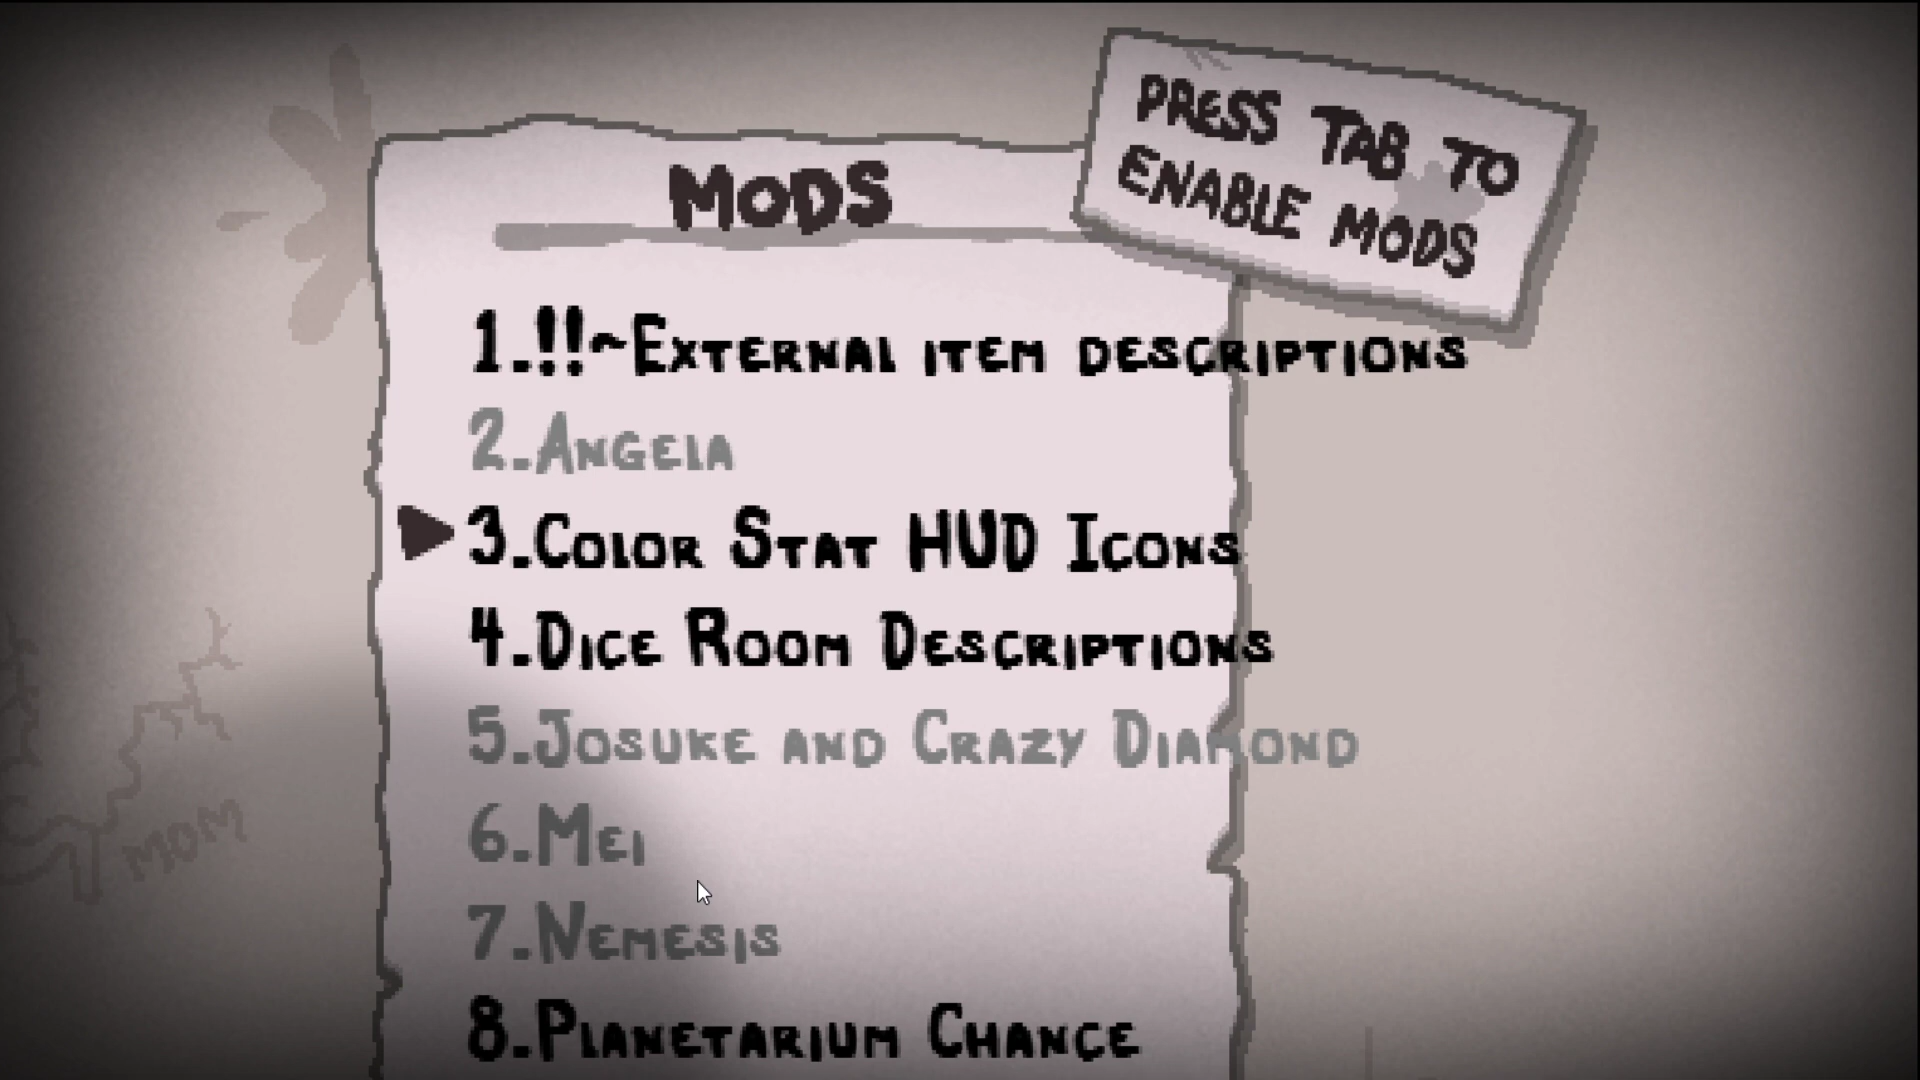 PRESS TAB TO
ENABLE MODS
MODS
1.!!~External item descriptions
2.Angela
3.Color Stat HUD Icons
4.Dice Room Descriptions
5.Josuke and Crazy Diamond
6.Mei
7.Nemesis
8.Planetarium Chance
MOM